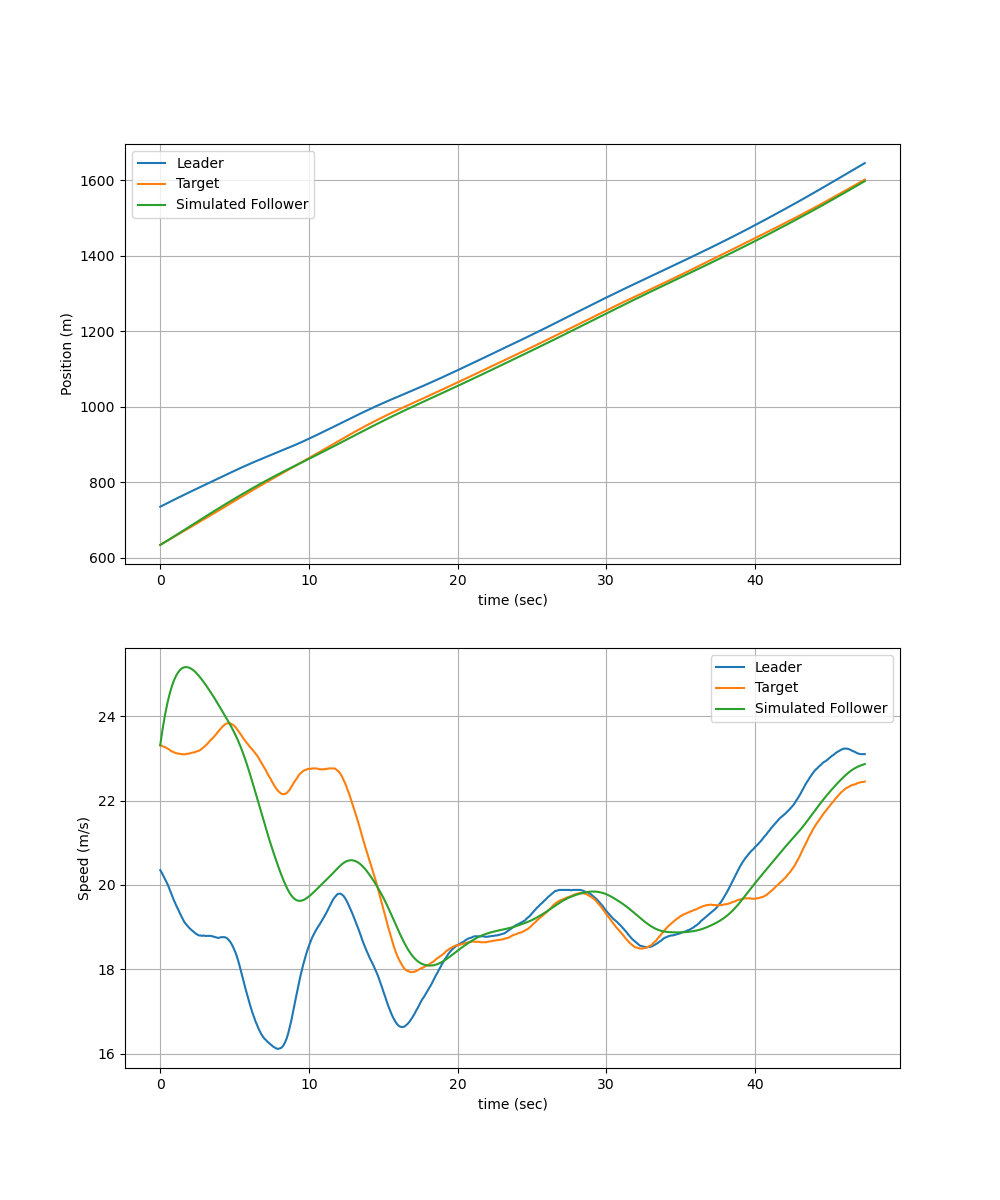 Leader
Target
Simulated Follower
1600
1400
1200
1000
800
600
Position (m)
0 10 20 30 40
time (sec)
Leader
Target
Simulated Follower
24
22
20
18
16
Speed (m/s)
0 10 20 30 40
time (sec)